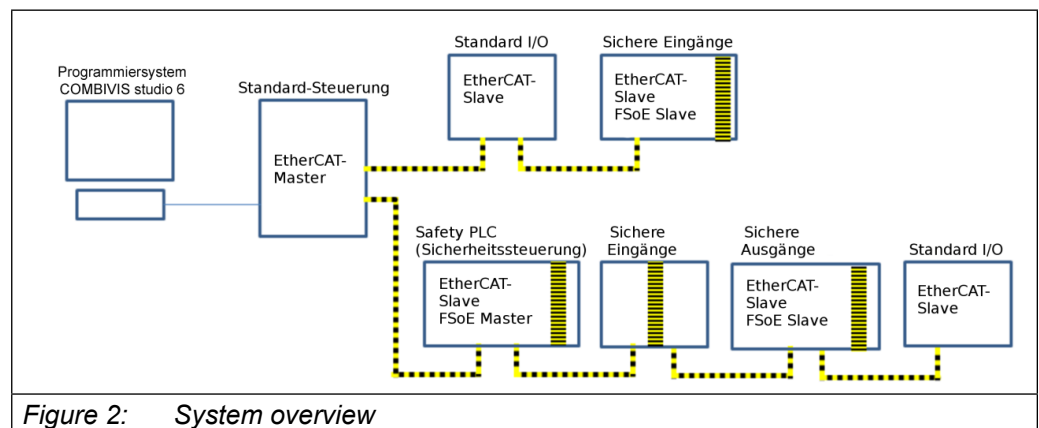 Programmiersystem
COMBIVIS studio 6
Standard-Steuerung
EtherCAT-
Master
Standard I/O
EtherCAT-
Slave
Sichere Eingänge
EtherCAT-
Slave
FSoE Slave
Safety PLC
(Sicherheitssteuerung)
EtherCAT-
Slave
FSoE Master
Sichere
Eingänge
Sichere
Ausgänge
EtherCAT-
Slave
FSoE Slave
Standard I/O
EtherCAT-
Slave
Figure 2: System overview